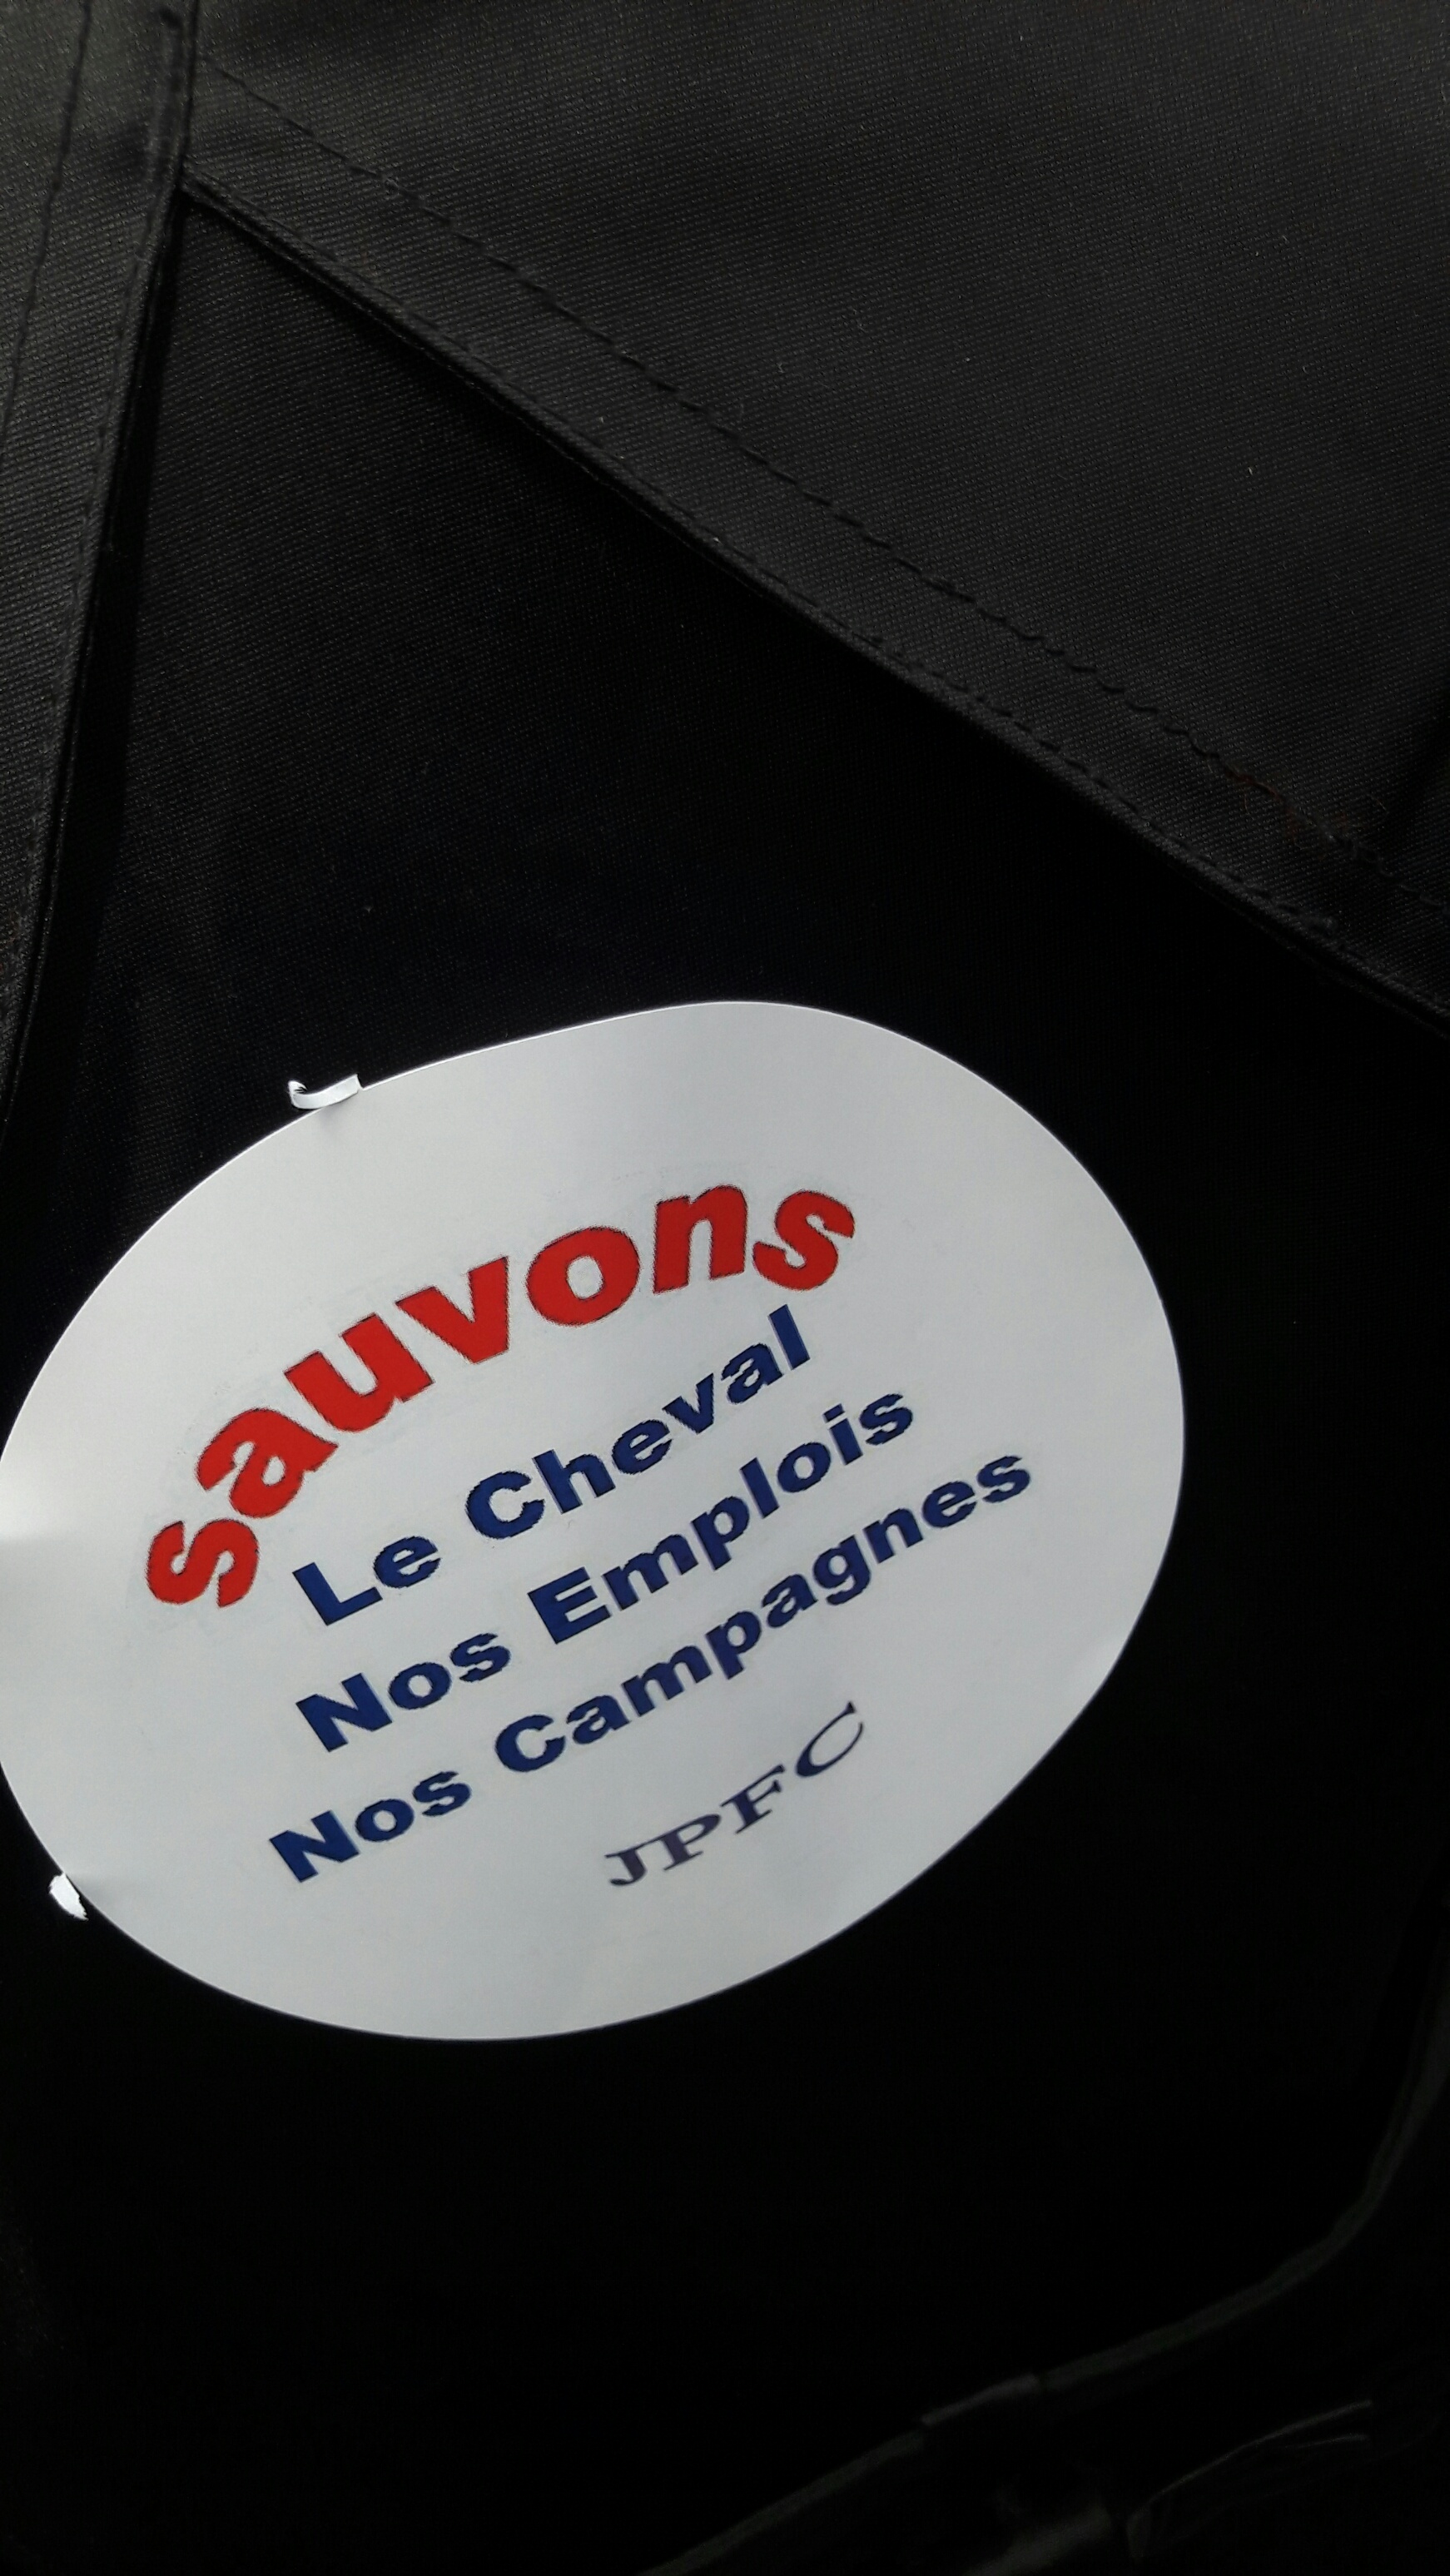 sauvons
Le Cheval
Nos Emplois
Nos Campagnes
JPFC